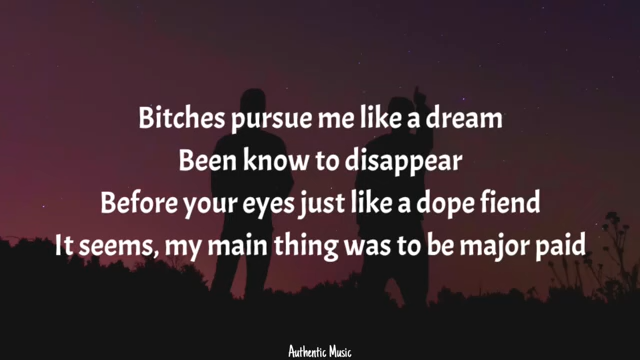 Bitches pursue me like a dream
Been know to disappear
Before your eyes just like a dope fiend
It seems, my main thing was to be major paid
Authentic Music